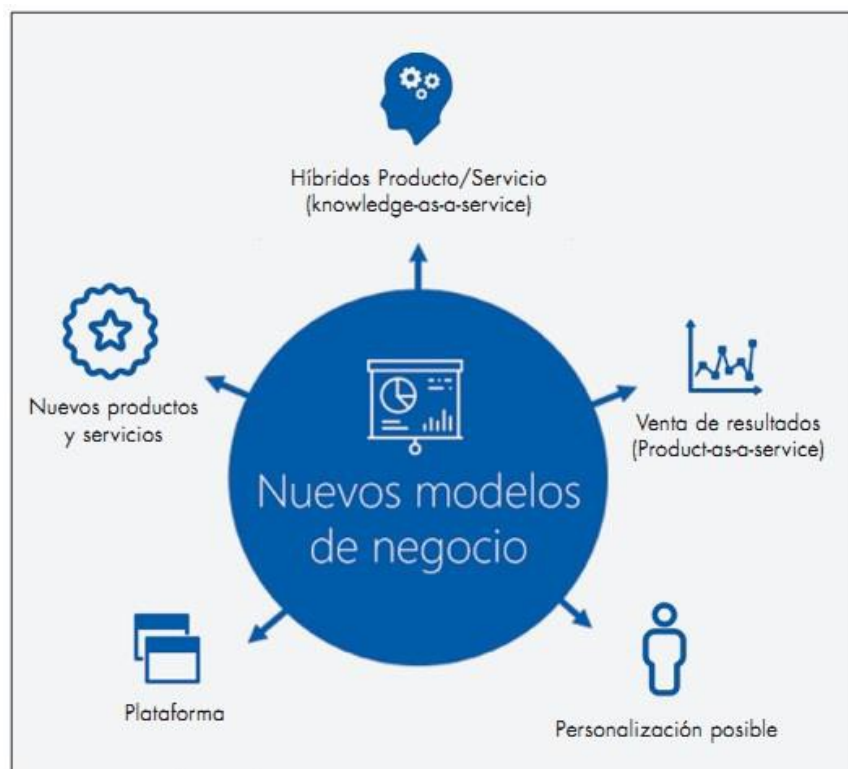 Híbridos Producto/Servicio
(knowledge-as-a-service)
Nuevos productos
y servicios
Venta de resultados
(Product-as-a-service)
Nuevos modelos
de negocio
Plataforma
Personalización posible